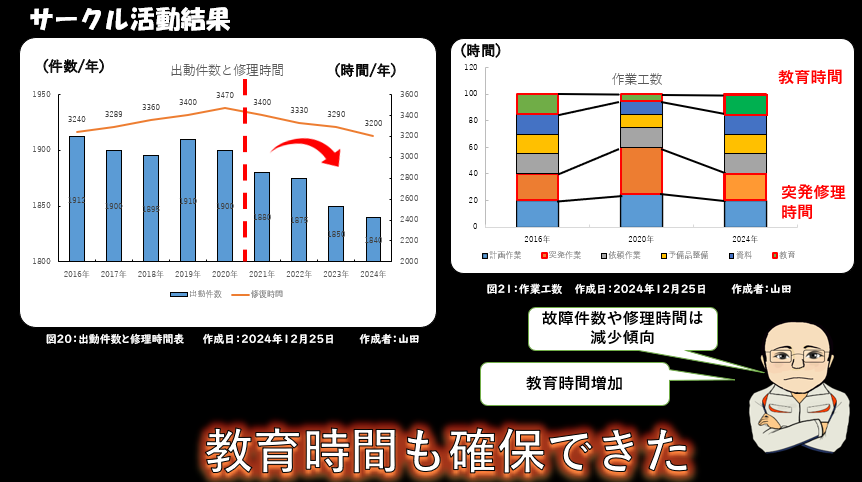 サークル活動結果
(件数/年)
出動件数と修理時間
(時間/年)
1950
1900
1850
1800
3600
3400
3200
3000
2800
2600
2400
2200
2000
3240
3289
3360
3400
3470
3400
3330
3290
3200
1912
1900
1895
1910
1900
1880
1875
1850
1840
2016年 2017年 2018年 2019年 2020年 2021年 2022年 2023年 2024年
出動件数 修復時間
図20:出動件数と修理時間表 作成日:2024年12月25日 作成者:山田
(時間)
作業工数
120
100
80
60
40
20
0
2016年 2020年 2024年
計画作業 突発作業 依頼作業 予備品整備 資料 教育
教育時間
突発修理
時間
図21:作業工数 作成日:2024年12月25日 作成者:山田
故障件数や修理時間は
減少傾向
教育時間増加
教育時間も確保できた